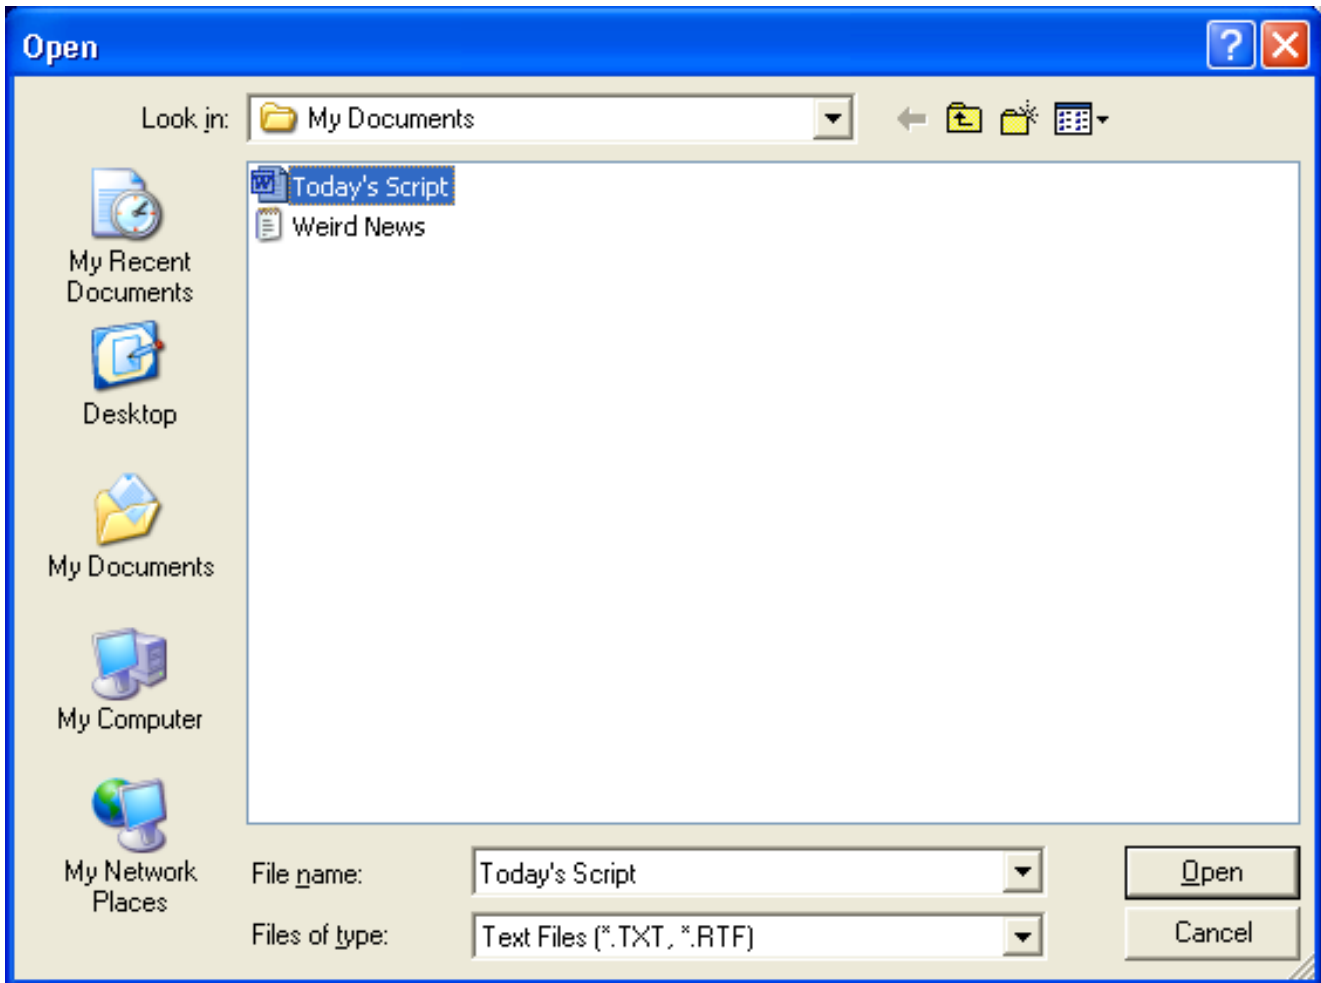 Open
Look in: My Documents
Today's Script
Weird News
My Recent
Documents
Desktop
My Documents
My Computer
My Network
Places
File name: Today's Script
Open
Files of type: Text Files (*.TXT, *.RTF)
Cancel